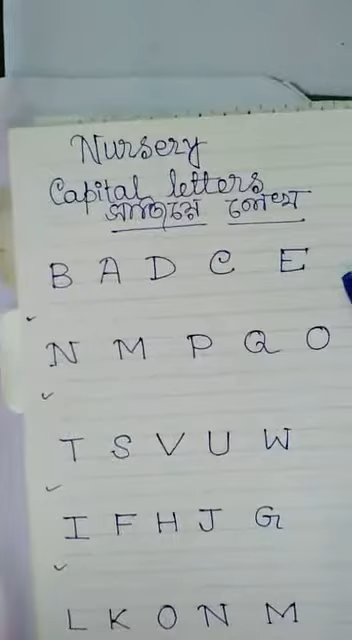 Nursery
Capital letters
সাজিয়ে লেখ
B A D C E
N M P Q O
T S V U W
I F H J G
L K O N M